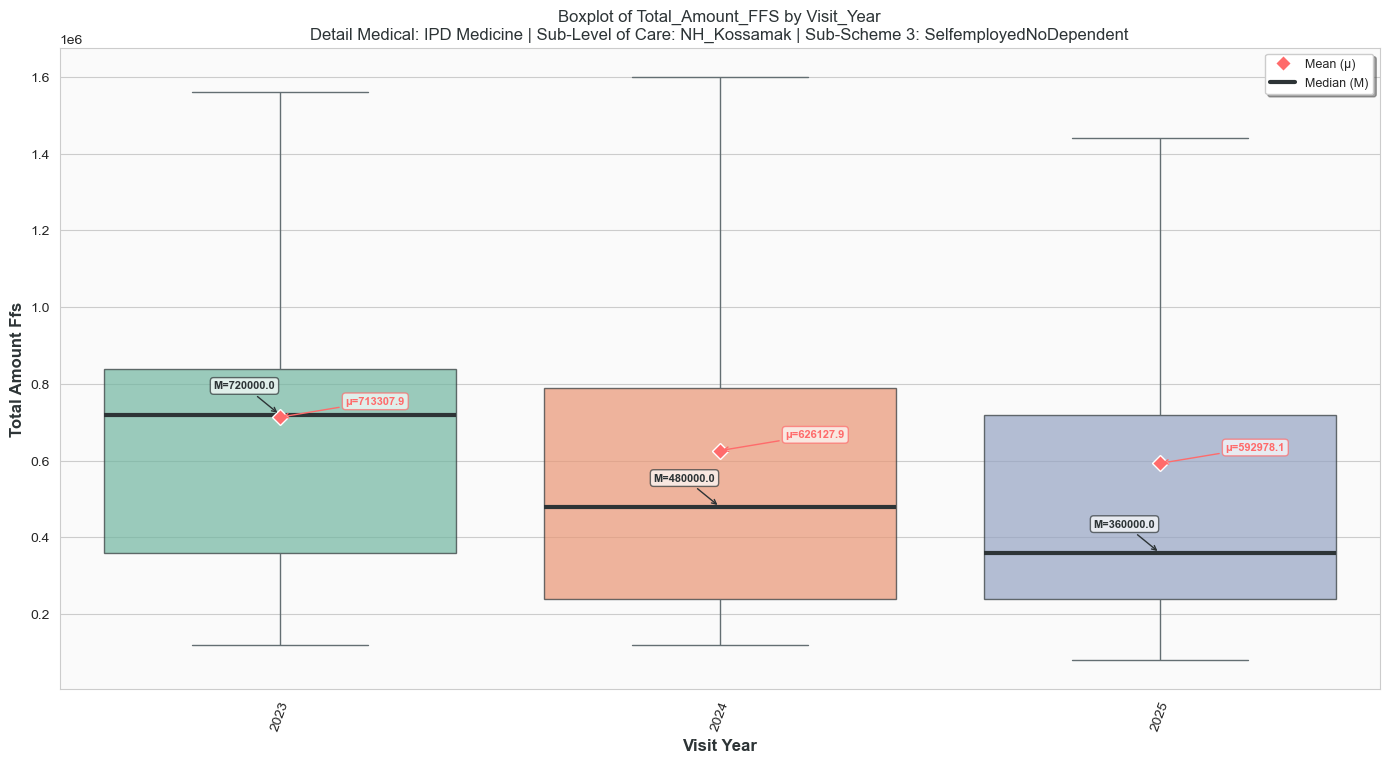 Boxplot of Total_Amount_FFS by Visit_Year
Detail Medical: IPD Medicine | Sub-Level of Care: NH_Kossamak | Sub-Scheme 3: SelfemployedNoDependent
1e6
Mean (μ)
Median (M)
1.6
1.4
1.2
1.0
0.8
0.6
0.4
0.2
Total Amount Ffs
M=720000.0
μ=713307.9
μ=626127.9
M=480000.0
μ=592978.1
M=360000.0
2023
2024
2025
Visit Year